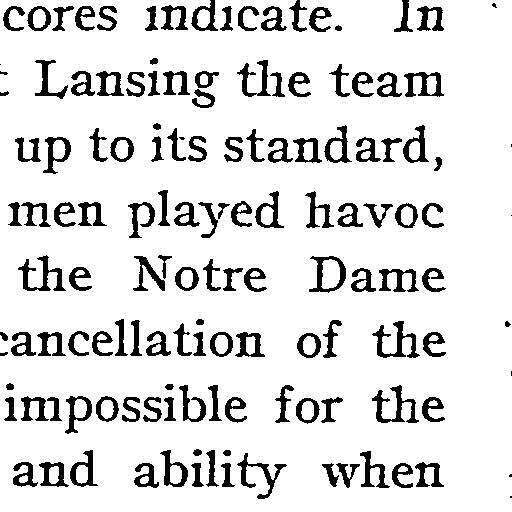 cores indicate. In
t Lansing the team
up to its standard,
men played havoc
the Notre Dame
cancellation of the
impossible for the
and ability when